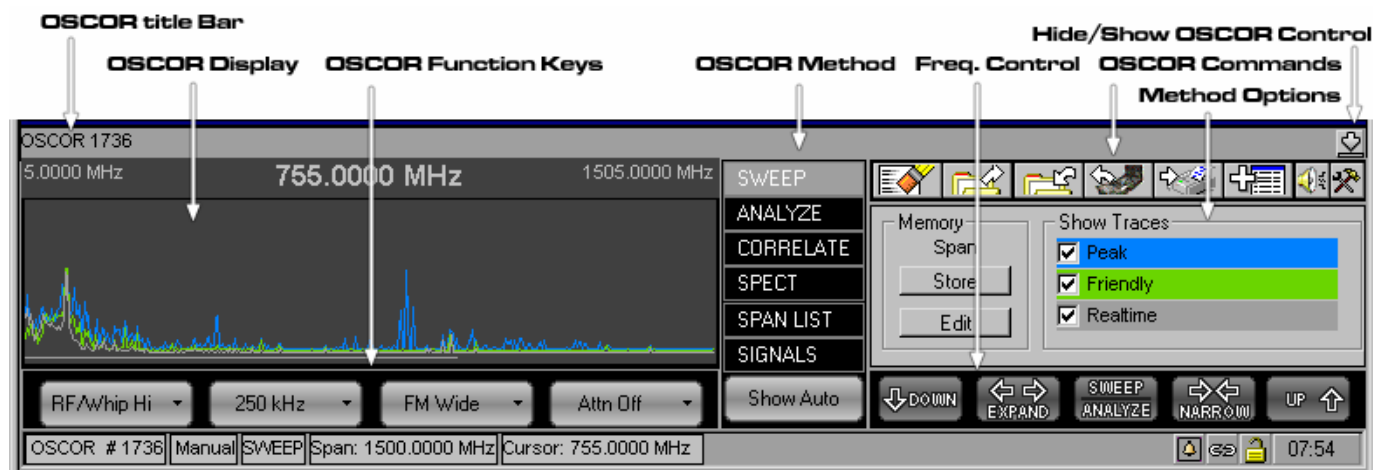 OSCOR title Bar
Hide/Show OSCOR Control
OSCOR Display
OSCOR Function Keys
OSCOR Method
Freq. Control
OSCOR Commands
Method Options
OSCOR 1736
5.0000 MHz
755.0000 MHz
1505.0000 MHz
SWEEP
ANALYZE
CORRELATE
SPECT
SPAN LIST
SIGNALS
Show Auto
Memory
Span
Store
Edit
Show Traces
Peak
Friendly
Realtime
RF/Whip Hi
250 kHz
FM Wide
Attn Off
DOWN
EXPAND
SWEEP
ANALYZE
NARROW
UP
OSCOR # 1736
Manual
SWEEP
Span: 1500.0000 MHz
Cursor: 755.0000 MHz
07:54